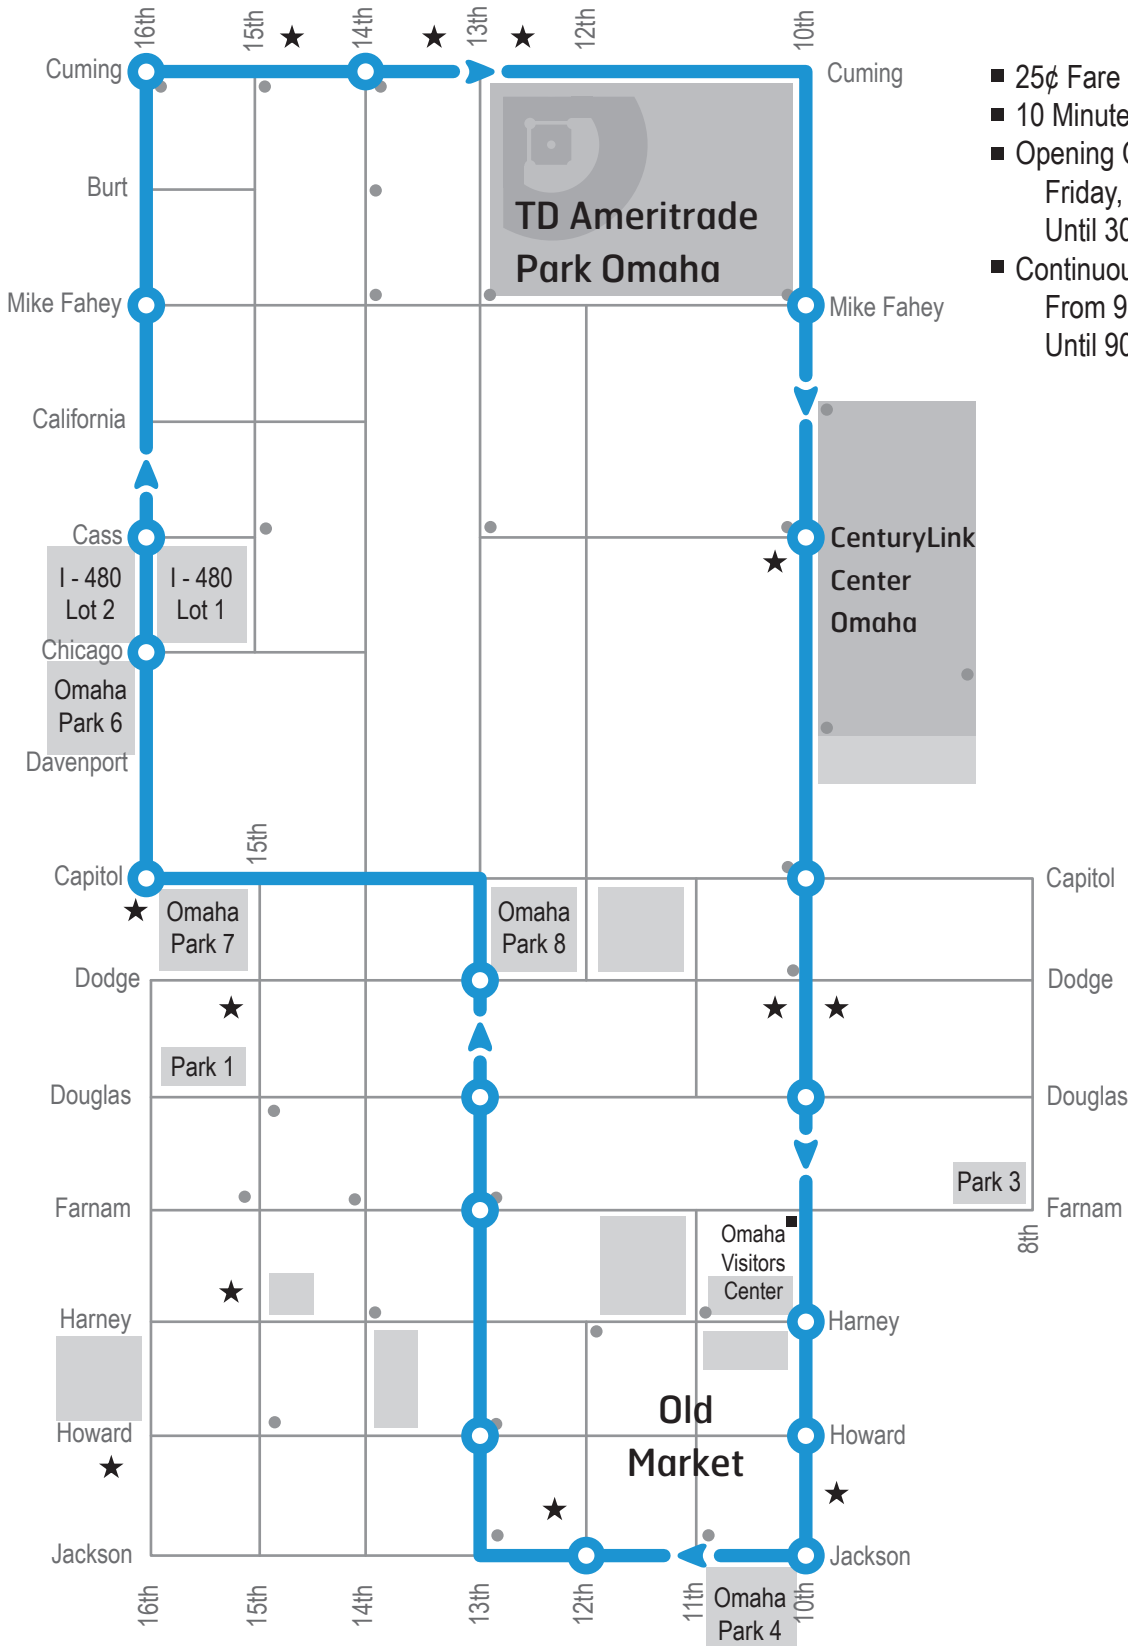 16th
15th
14th
13th
12th
10th
Cuming
Cuming
25¢ Fare
10 Minute
Opening
Friday,
Until 30
Continuou
From 9
Until 90
Burt
TD Ameritrade
Park Omaha
Mike Fahey
Mike Fahey
California
Cass
CenturyLink
Center
Omaha
I - 480
Lot 2
I - 480
Lot 1
Chicago
Omaha
Park 6
Davenport
15th
Capitol
Capitol
Omaha
Park 7
Omaha
Park 8
Dodge
Dodge
Park 1
Douglas
Douglas
Park 3
Farnam
Farnam
8th
Omaha
Visitors
Center
Harney
Harney
Old
Market
Howard
Howard
Jackson
Jackson
16th
15th
14th
13th
12th
11th
10th
Omaha
Park 4